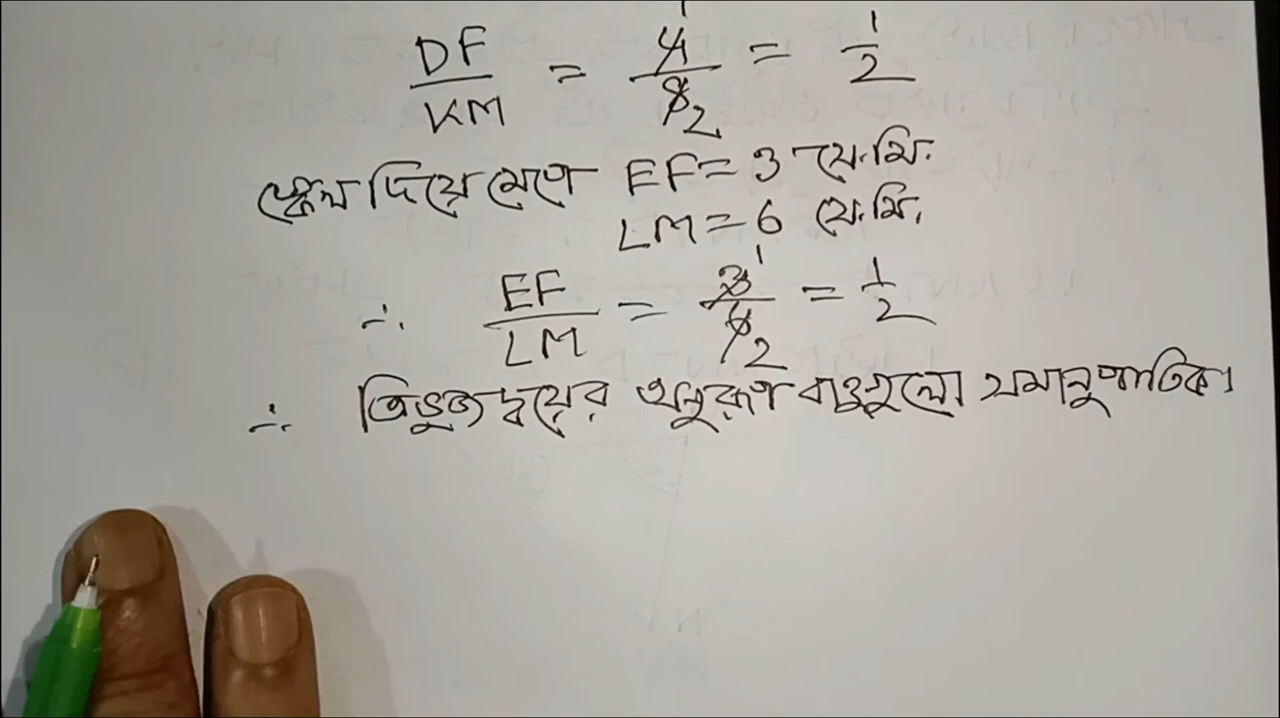 DF/KM = 4/8 = 1/2
স্কেল দিয়ে মেপে EF = 3 সে.মি.
LM = 6 সে.মি.
∴ EF/LM = 3/6 = 1/2
∴ ত্রিভুজদ্বয়ের অনুরূপ বাহুগুলো সমানুপাতিক।